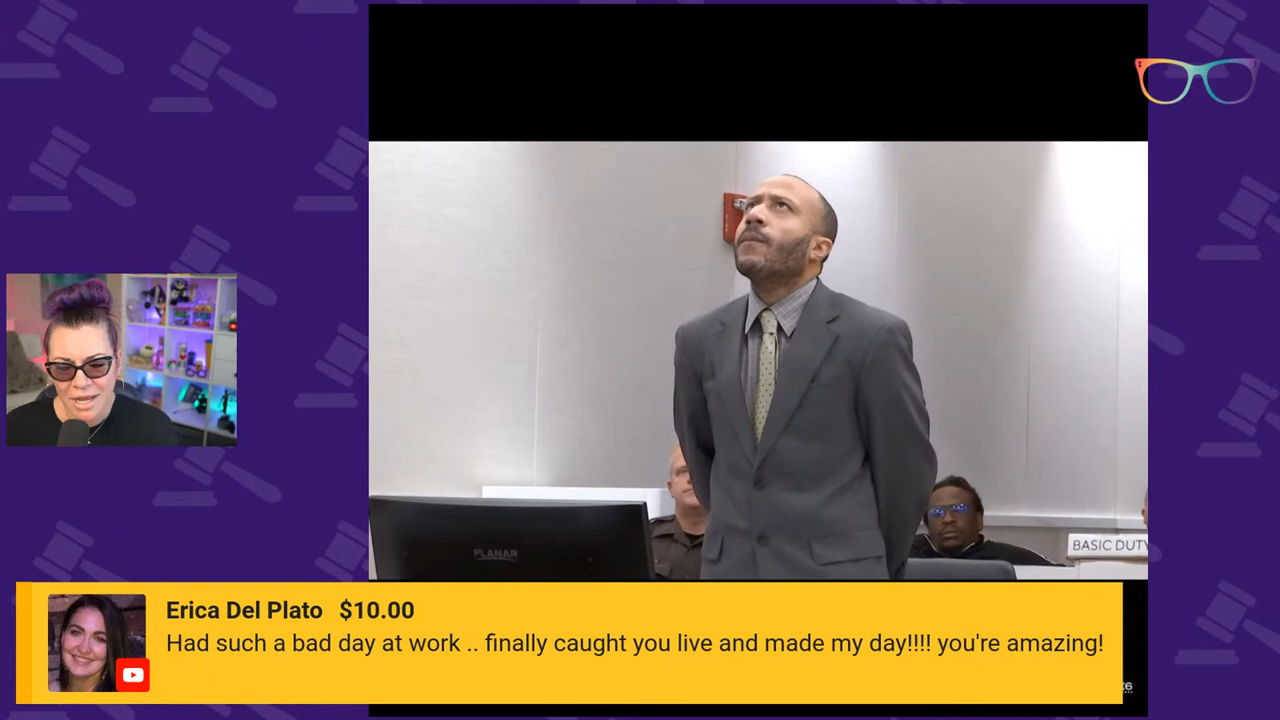 PLANAR
BASIC DUTY
Erica Del Plato $10.00
Had such a bad day at work .. finally caught you live and made my day!!!! you're amazing!